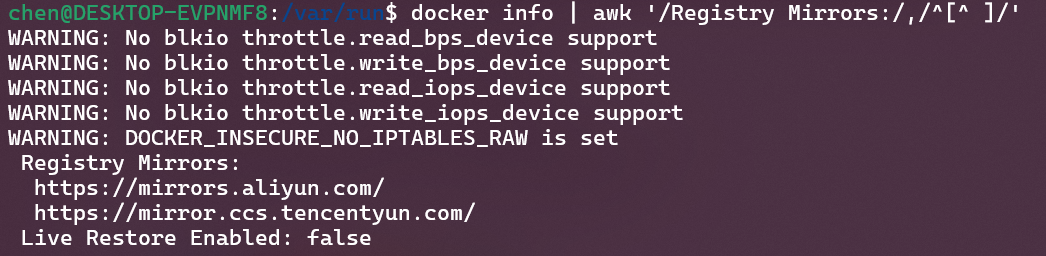 chen@DESKTOP-EVPNMF8:/var/run$ docker info | awk '/Registry Mirrors:/,/^[^ ]/'
WARNING: No blkio throttle.read_bps_device support
WARNING: No blkio throttle.write_bps_device support
WARNING: No blkio throttle.read_iops_device support
WARNING: No blkio throttle.write_iops_device support
WARNING: DOCKER_INSECURE_NO_IPTABLES_RAW is set
 Registry Mirrors:
  https://mirrors.aliyun.com/
  https://mirror.ccs.tencentyun.com/
 Live Restore Enabled: false